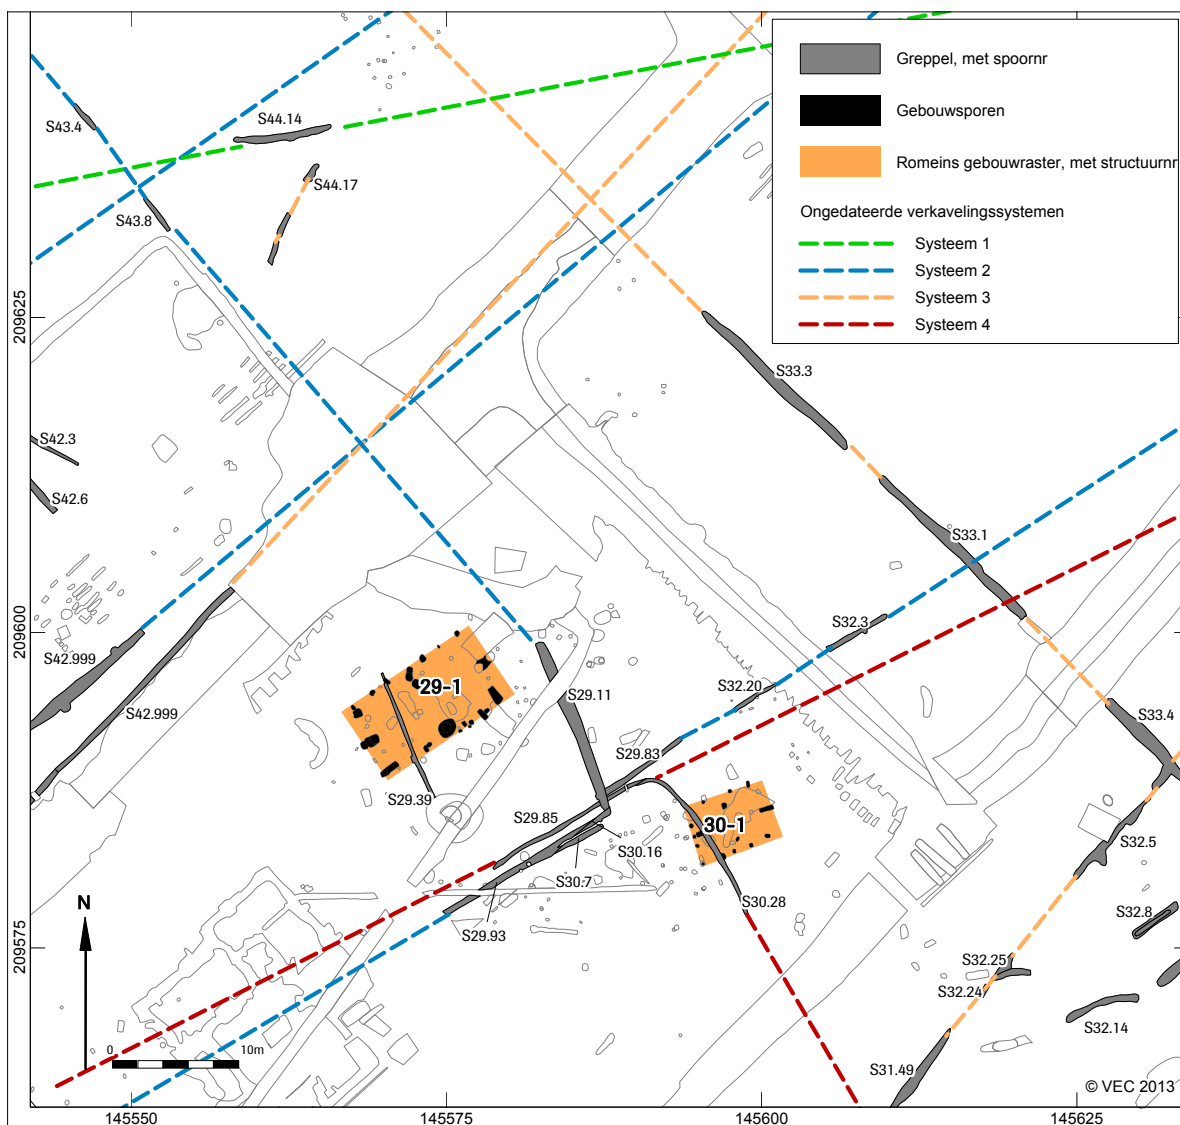 Greppel, met spoornr
Gebouwsporen
Romeins gebouwraster, met structuurnr
Ongedateerde verkavelingssystemen
Systeem 1
Systeem 2
Systeem 3
Systeem 4
S43.4
S44.14
S44.17
S43.8
209625
S33.3
S42.3
S42.6
S33.1
209600
S32.3
S42.999
S42.999
29-1
S29.11
S32.20
S33.4
S29.83
S29.39
S29.85
30-1
S32.5
S30.16
S30.7
S30.28
S32.8
N
S29.93
209575
S32.25
S32.24
S32.14
0 10m
S31.49
© VEC 2013
145550 145575 145600 145625